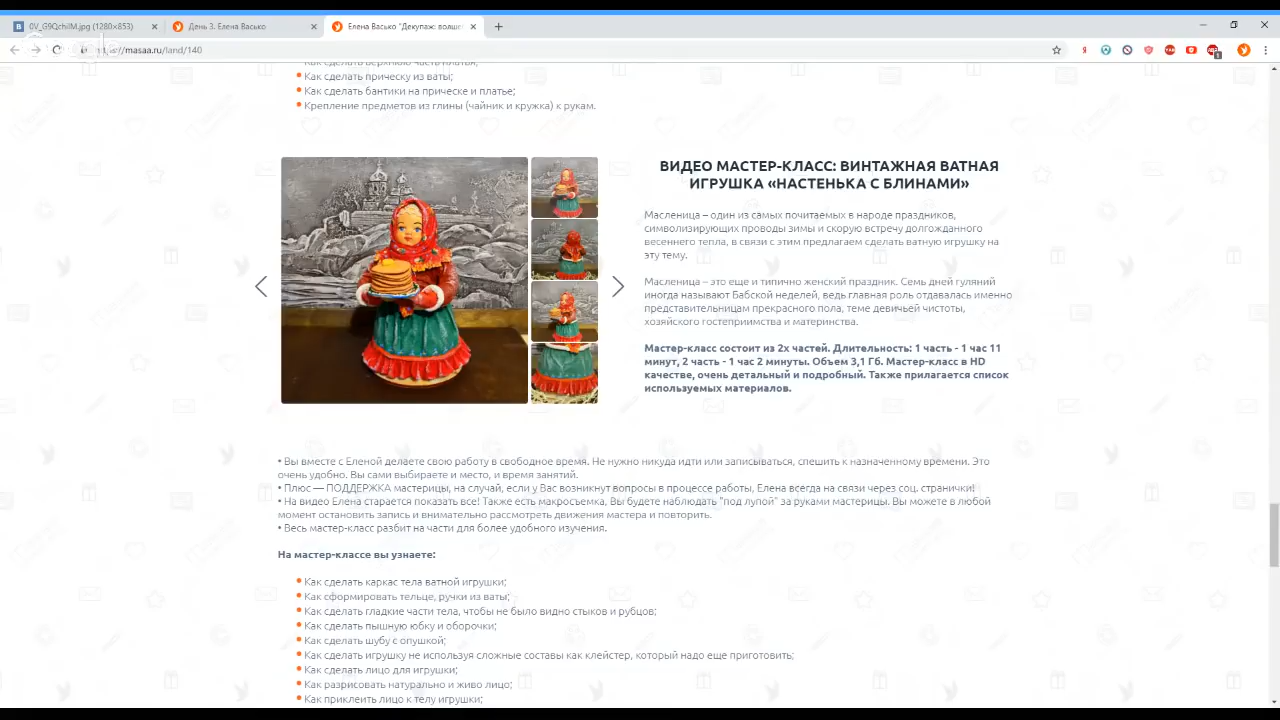 0V_G9QchilM.jpg (1280×853)
День 3. Елена Васько
Елена Васько "Декупаж: волше
masaa.ru/land/140
Как сделать верхнюю часть платья;
• Как сделать прическу из ваты;
• Как сделать бантики на прическе и платье;
• Крепление предметов из глины (чайник и кружка) к рукам.
ВИДЕО МАСТЕР-КЛАСС: ВИНТАЖНАЯ ВАТНАЯ
ИГРУШКА «НАСТЕНЬКА С БЛИНАМИ»
Масленица – один из самых почитаемых в народе праздников,
символизирующих проводы зимы и скорую встречу долгожданного
весеннего тепла, в связи с этим предлагаем сделать ватную игрушку на
эту тему.
Масленица – это еще и типично женский праздник. Семь дней гуляний
иногда называют Бабской неделей, ведь главная роль отдавалась именно
представительницам прекрасного пола, теме девичьей чистоты,
хозяйского гостеприимства и материнства.
Мастер-класс состоит из 2х частей. Длительность: 1 часть - 1 час 11
минут, 2 часть - 1 час 2 минуты. Объем 3,1 Гб. Мастер-класс в HD
качестве, очень детальный и подробный. Также прилагается список
используемых материалов.
• Вы вместе с Еленой делаете свою работу в свободное время. Не нужно никуда идти или записываться, спешить к назначенному времени. Это
очень удобно. Вы сами выбираете и место, и время занятий.
• Плюс — ПОДДЕРЖКА мастерицы, на случай, если у Вас возникнут вопросы в процессе работы, Елена всегда на связи через соц. странички!
• На видео Елена старается показать все! Также есть макросъемка, Вы будете наблюдать "под лупой" за руками мастерицы. Вы можете в любой
момент остановить запись и внимательно рассмотреть движения мастера и повторить.
• Весь мастер-класс разбит на части для более удобного изучения.
На мастер-классе вы узнаете:
• Как сделать каркас тела ватной игрушки;
• Как сформировать тельце, ручки из ваты;
• Как сделать гладкие части тела, чтобы не было видно стыков и рубцов;
• Как сделать пышную юбку и оборочки;
• Как сделать шубу с опушкой;
• Как сделать игрушку не используя сложные составы как клейстер, который надо еще приготовить;
• Как сделать лицо для игрушки;
• Как разрисовать натурально и живо лицо;
• Как приклеить лицо к телу игрушки;